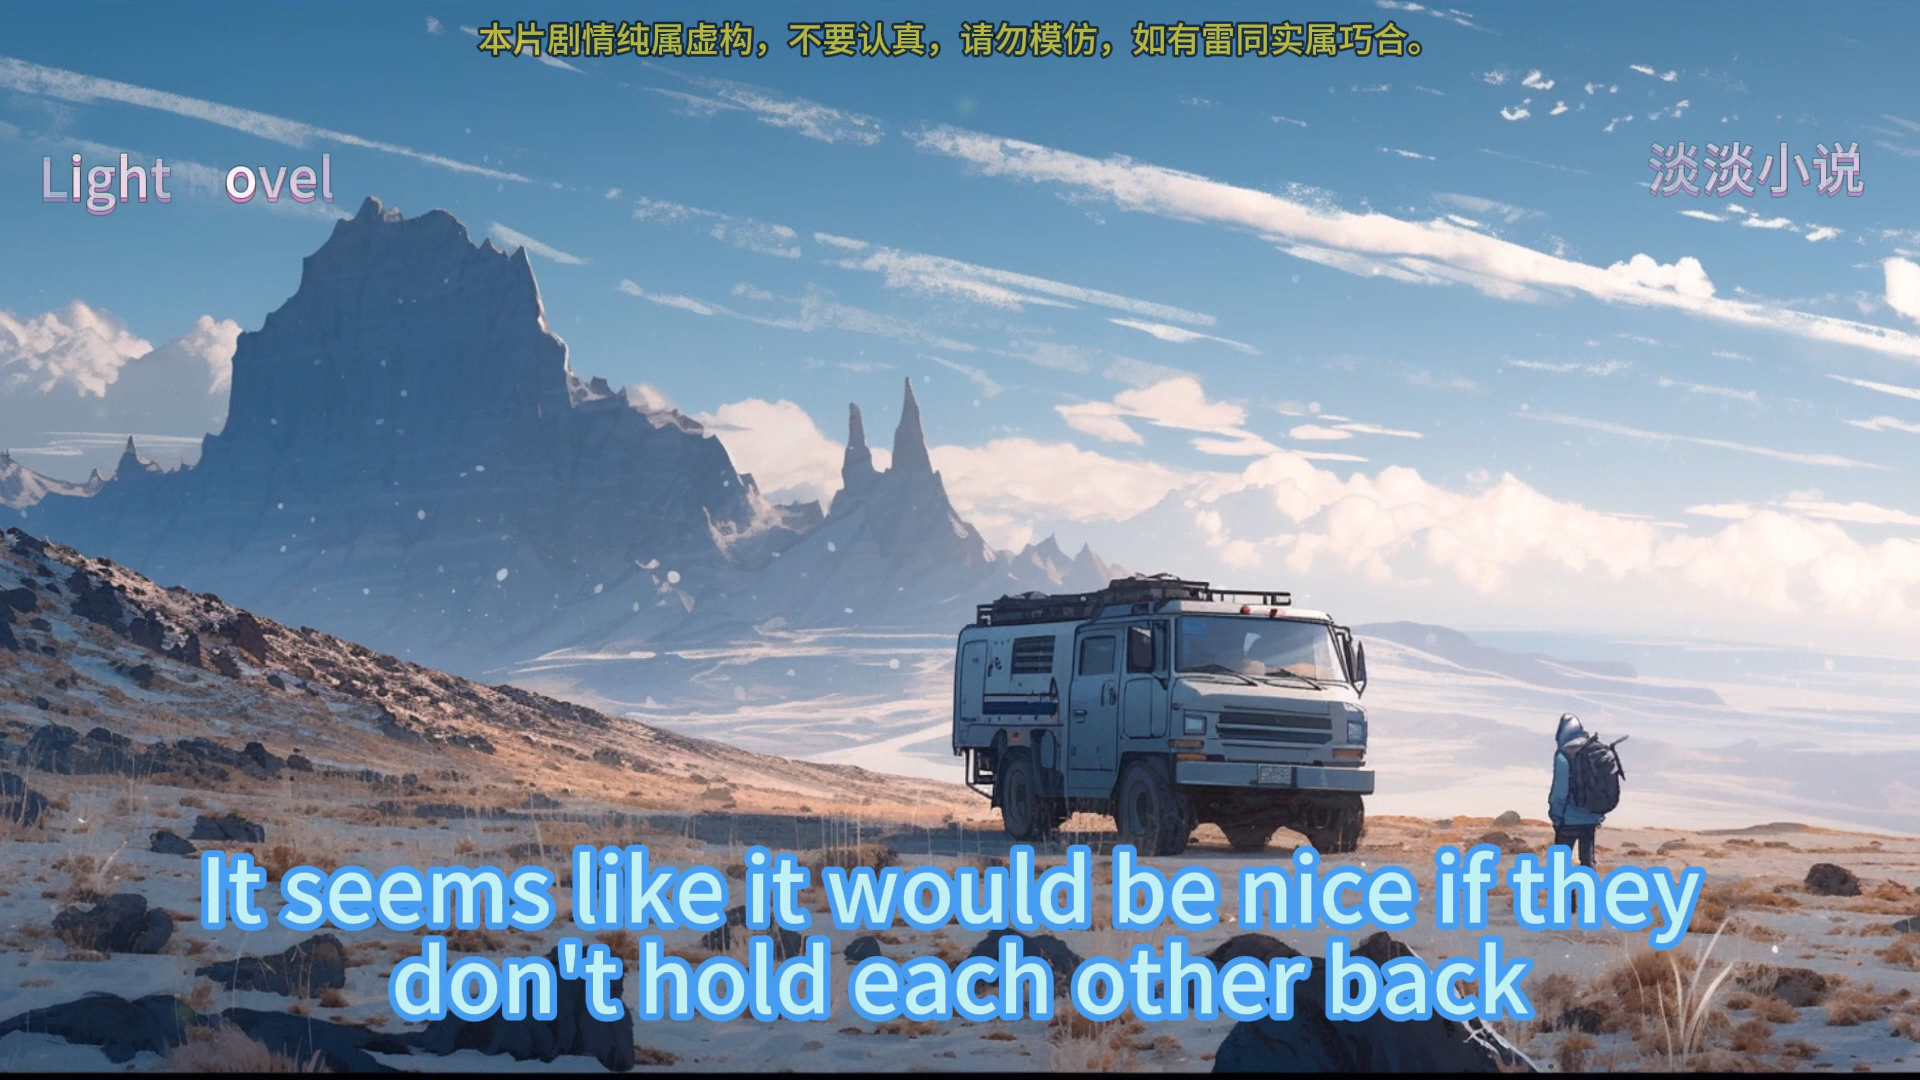 本片剧情纯属虚构，不要认真，请勿模仿，如有雷同实属巧合。
Light Novel
淡淡小说
It seems like it would be nice if they
don't hold each other back